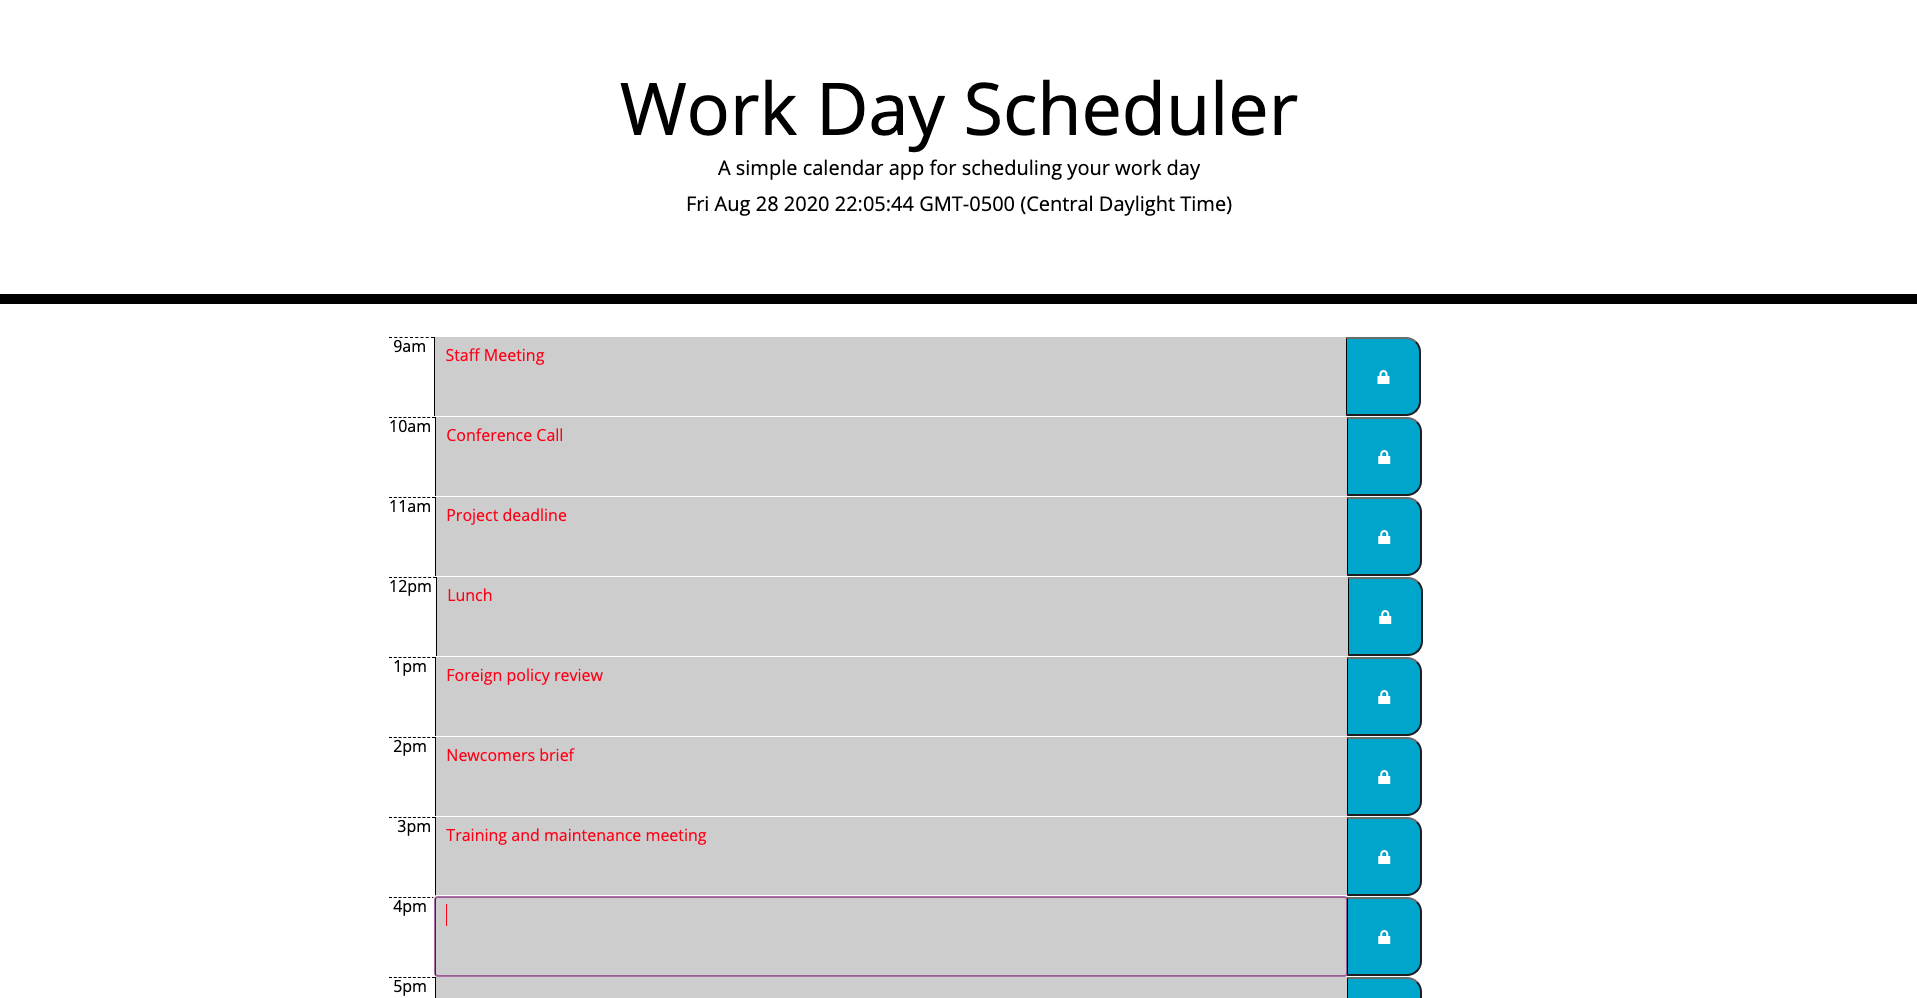 Work Day Scheduler
A simple calendar app for scheduling your work day
Fri Aug 28 2020 22:05:44 GMT-0500 (Central Daylight Time)
9am Staff Meeting
10am Conference Call
11am Project deadline
12pm Lunch
1pm Foreign policy review
2pm Newcomers brief
3pm Training and maintenance meeting
4pm
5pm